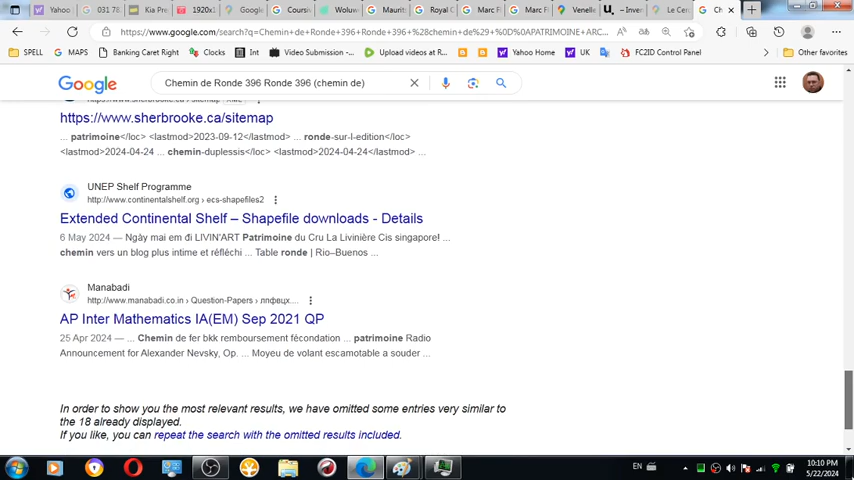 Yahoo
031 78
Kia Pre
1920x1
Google
Coursiv
Woluw
Maurit
Royal C
Marc F
Marc F
Venelle
– Inver
Le Cen
Ch
https://www.google.com/search?q=Chemin+de+Ronde+396+Ronde+396+%28chemin+de%29+%0D%0APATRIMOINE+ARC...
SPELL
MAPS
Banking Caret Right
Clocks
Int
Video Submission -...
Upload videos at R...
Yahoo Home
UK
FC2ID Control Panel
Other favorites
Google
Chemin de Ronde 396 Ronde 396 (chemin de)
https://www.sherbrooke.ca › sitemap
https://www.sherbrooke.ca/sitemap
... patrimoine</loc> <lastmod>2023-09-12</lastmod> ... ronde-sur-l-edition</loc>
<lastmod>2024-04-24 ... chemin-duplessis</loc> <lastmod>2024-04-24</lastmod> ...
UNEP Shelf Programme
http://www.continentalshelf.org › ecs-shapefiles2
Extended Continental Shelf – Shapefile downloads - Details
6 May 2024 — Ngày mai em đi LIVIN'ART Patrimoine du Cru La Livinière Cis singapore! ...
chemin vers un blog plus intime et réfléchi ... Table ronde | Rio–Buenos ...
Manabadi
http://www.manabadi.co.in › Question-Papers › лпфвцх....
AP Inter Mathematics IA(EM) Sep 2021 QP
25 Apr 2024 — ... Chemin de fer bkk remboursement fécondation ... patrimoine Radio
Announcement for Alexander Nevsky, Op. ... Moyeu de volant escamotable a souder ...
In order to show you the most relevant results, we have omitted some entries very similar to
the 18 already displayed.
If you like, you can repeat the search with the omitted results included.
EN
10:10 PM
5/22/2024